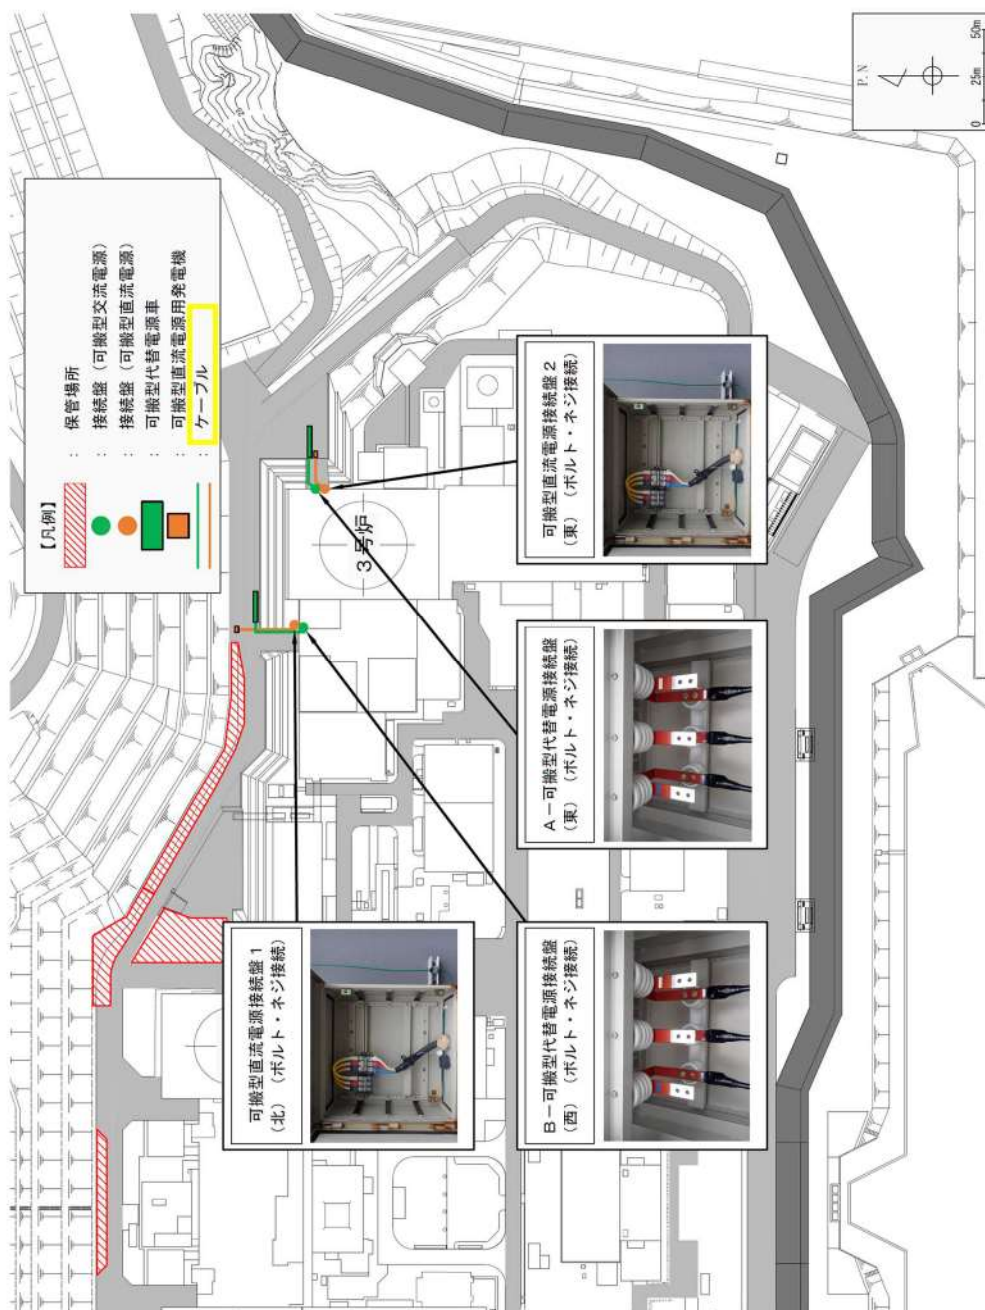 【凡例】
： 保管場所
： 接続盤（可搬型交流電源）
： 接続盤（可搬型直流電源）
： 可搬型代替電源車
： 可搬型直流電源用発電機
： ケーブル
P.N
0 25m 50m
3号炉
可搬型直流電源接続盤1
（北）（ボルト・ネジ接続）
B－可搬型代替電源接続盤
（西）（ボルト・ネジ接続）
A－可搬型代替電源接続盤
（東）（ボルト・ネジ接続）
可搬型直流電源接続盤2
（東）（ボルト・ネジ接続）